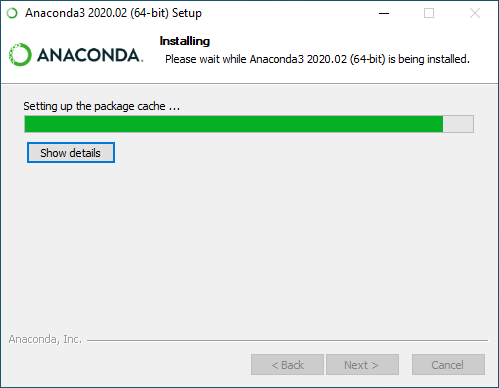 Anaconda3 2020.02 (64-bit) Setup
ANACONDA.
Installing
Please wait while Anaconda3 2020.02 (64-bit) is being installed.
Setting up the package cache ...
Show details
Anaconda, Inc.
< Back
Next >
Cancel